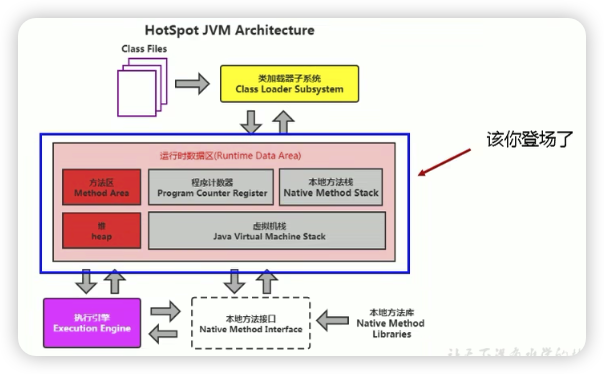 HotSpot JVM Architecture
Class Files
类加载器子系统
Class Loader Subsystem
该你登场了
运行时数据区(Runtime Data Area)
方法区
Method Area
程序计数器
Program Counter Register
本地方法栈
Native Method Stack
堆
heap
虚拟机栈
Java Virtual Machine Stack
执行引擎
Execution Engine
本地方法接口
Native Method Interface
本地方法库
Native Method
Libraries